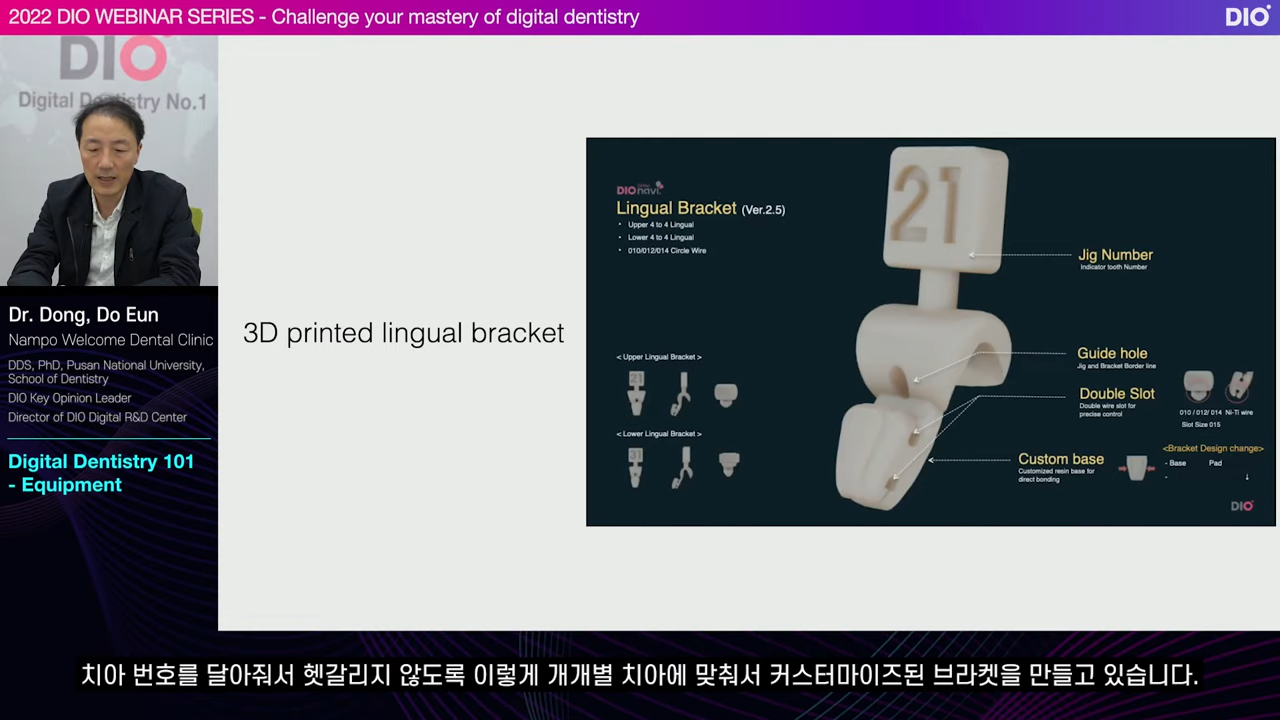 2022 DIO WEBINAR SERIES - Challenge your mastery of digital dentistry
DIO
DIO
Digital Dentistry No.1
Dr. Dong, Do Eun
Nampo Welcome Dental Clinic
DDS, PhD, Pusan National University,
School of Dentistry
DIO Key Opinion Leader
Director of DIO Digital R&D Center
Digital Dentistry 101
- Equipment
3D printed lingual bracket
DIO navi.
Lingual Bracket (Ver.2.5)
• Upper 4 to 4 Lingual
• Lower 4 to 4 Lingual
• 010/012/014 Circle Wire
21
Jig Number
Indicator tooth Number
Guide hole
Jig and Bracket Border line
Double Slot
Double wire slot for
precise control
010 / 012/ 014 Ni-Ti wire
Slot Size 015
Custom base
Customized resin base for
direct bonding
<Bracket Design change>
- Base Pad
- ↓
< Upper Lingual Bracket >
21
< Lower Lingual Bracket >
31
DIO
치아 번호를 달아줘서 헷갈리지 않도록 이렇게 개개별 치아에 맞춰서 커스터마이즈된 브라켓을 만들고 있습니다.